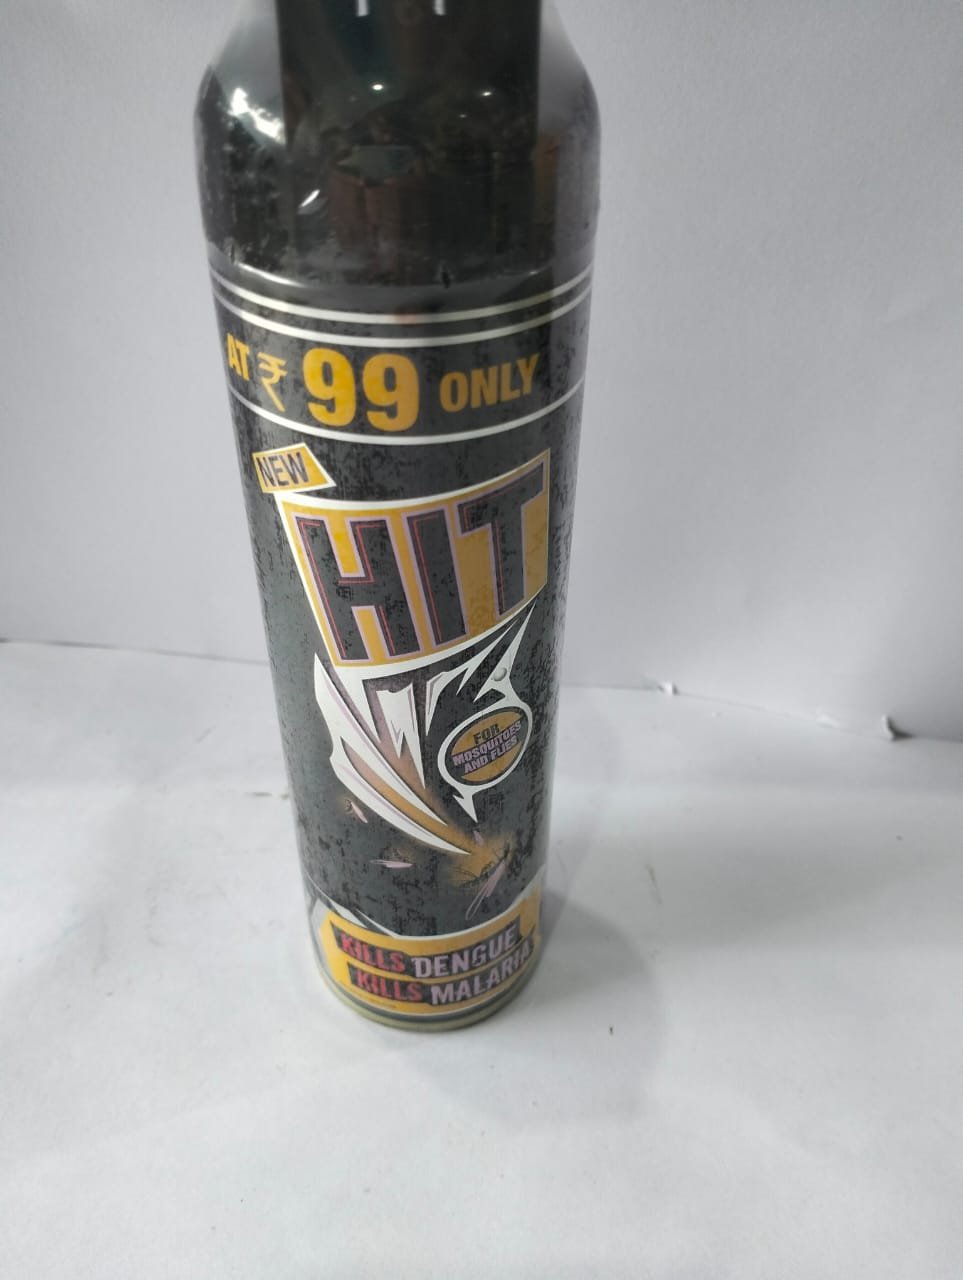 AT ₹ 99 ONLY
NEW
HIT
FOR
MOSQUITOES
AND FLIES
KILLS DENGUE
KILLS MALARIA